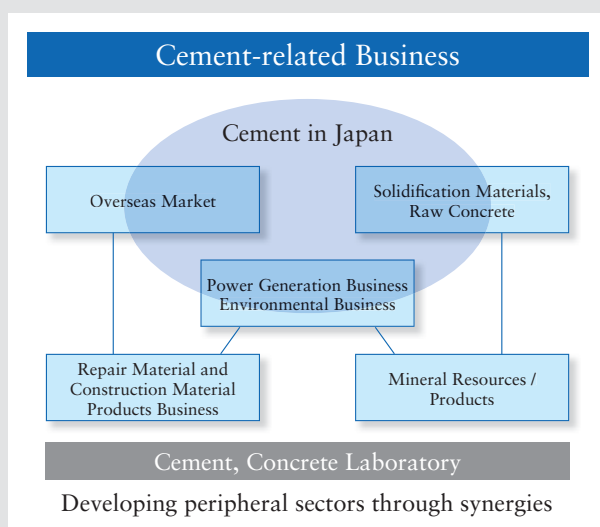 Cement-related Business
Cement in Japan
Overseas Market
Solidification Materials,
Raw Concrete
Power Generation Business
Environmental Business
Repair Material and
Construction Material
Products Business
Mineral Resources /
Products
Cement, Concrete Laboratory
Developing peripheral sectors through synergies